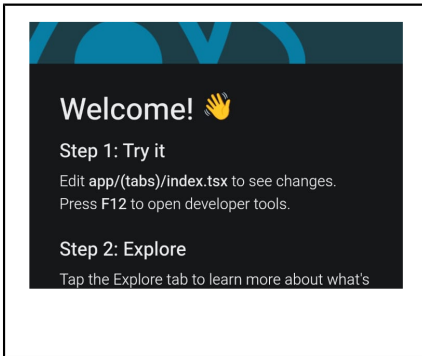 Welcome! 👋
Step 1: Try it
Edit app/(tabs)/index.tsx to see changes.
Press F12 to open developer tools.
Step 2: Explore
Tap the Explore tab to learn more about what's